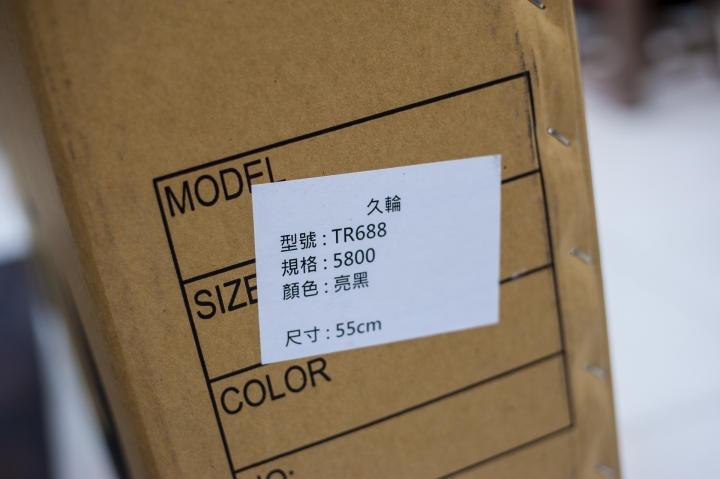 MODEL
久輪
型號 : TR688
規格 : 5800
顏色 : 亮黑
尺寸 : 55cm
SIZE
COLOR